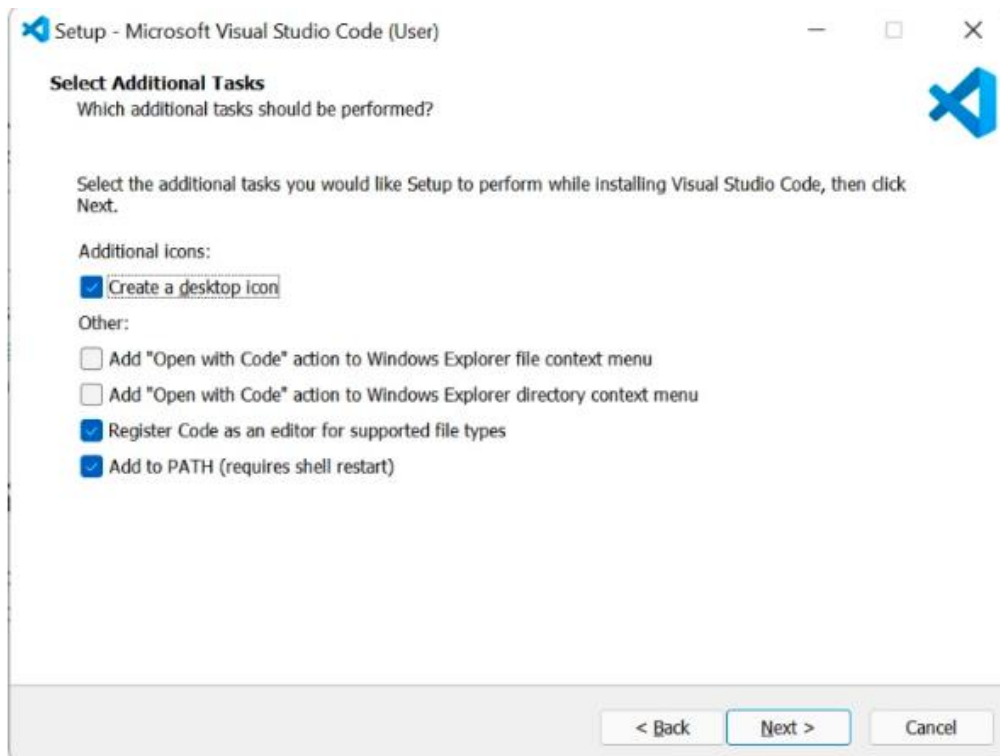 Setup - Microsoft Visual Studio Code (User)
Select Additional Tasks
Which additional tasks should be performed?
Select the additional tasks you would like Setup to perform while installing Visual Studio Code, then click
Next.
Additional icons:
Create a desktop icon
Other:
Add "Open with Code" action to Windows Explorer file context menu
Add "Open with Code" action to Windows Explorer directory context menu
Register Code as an editor for supported file types
Add to PATH (requires shell restart)
< Back Next > Cancel